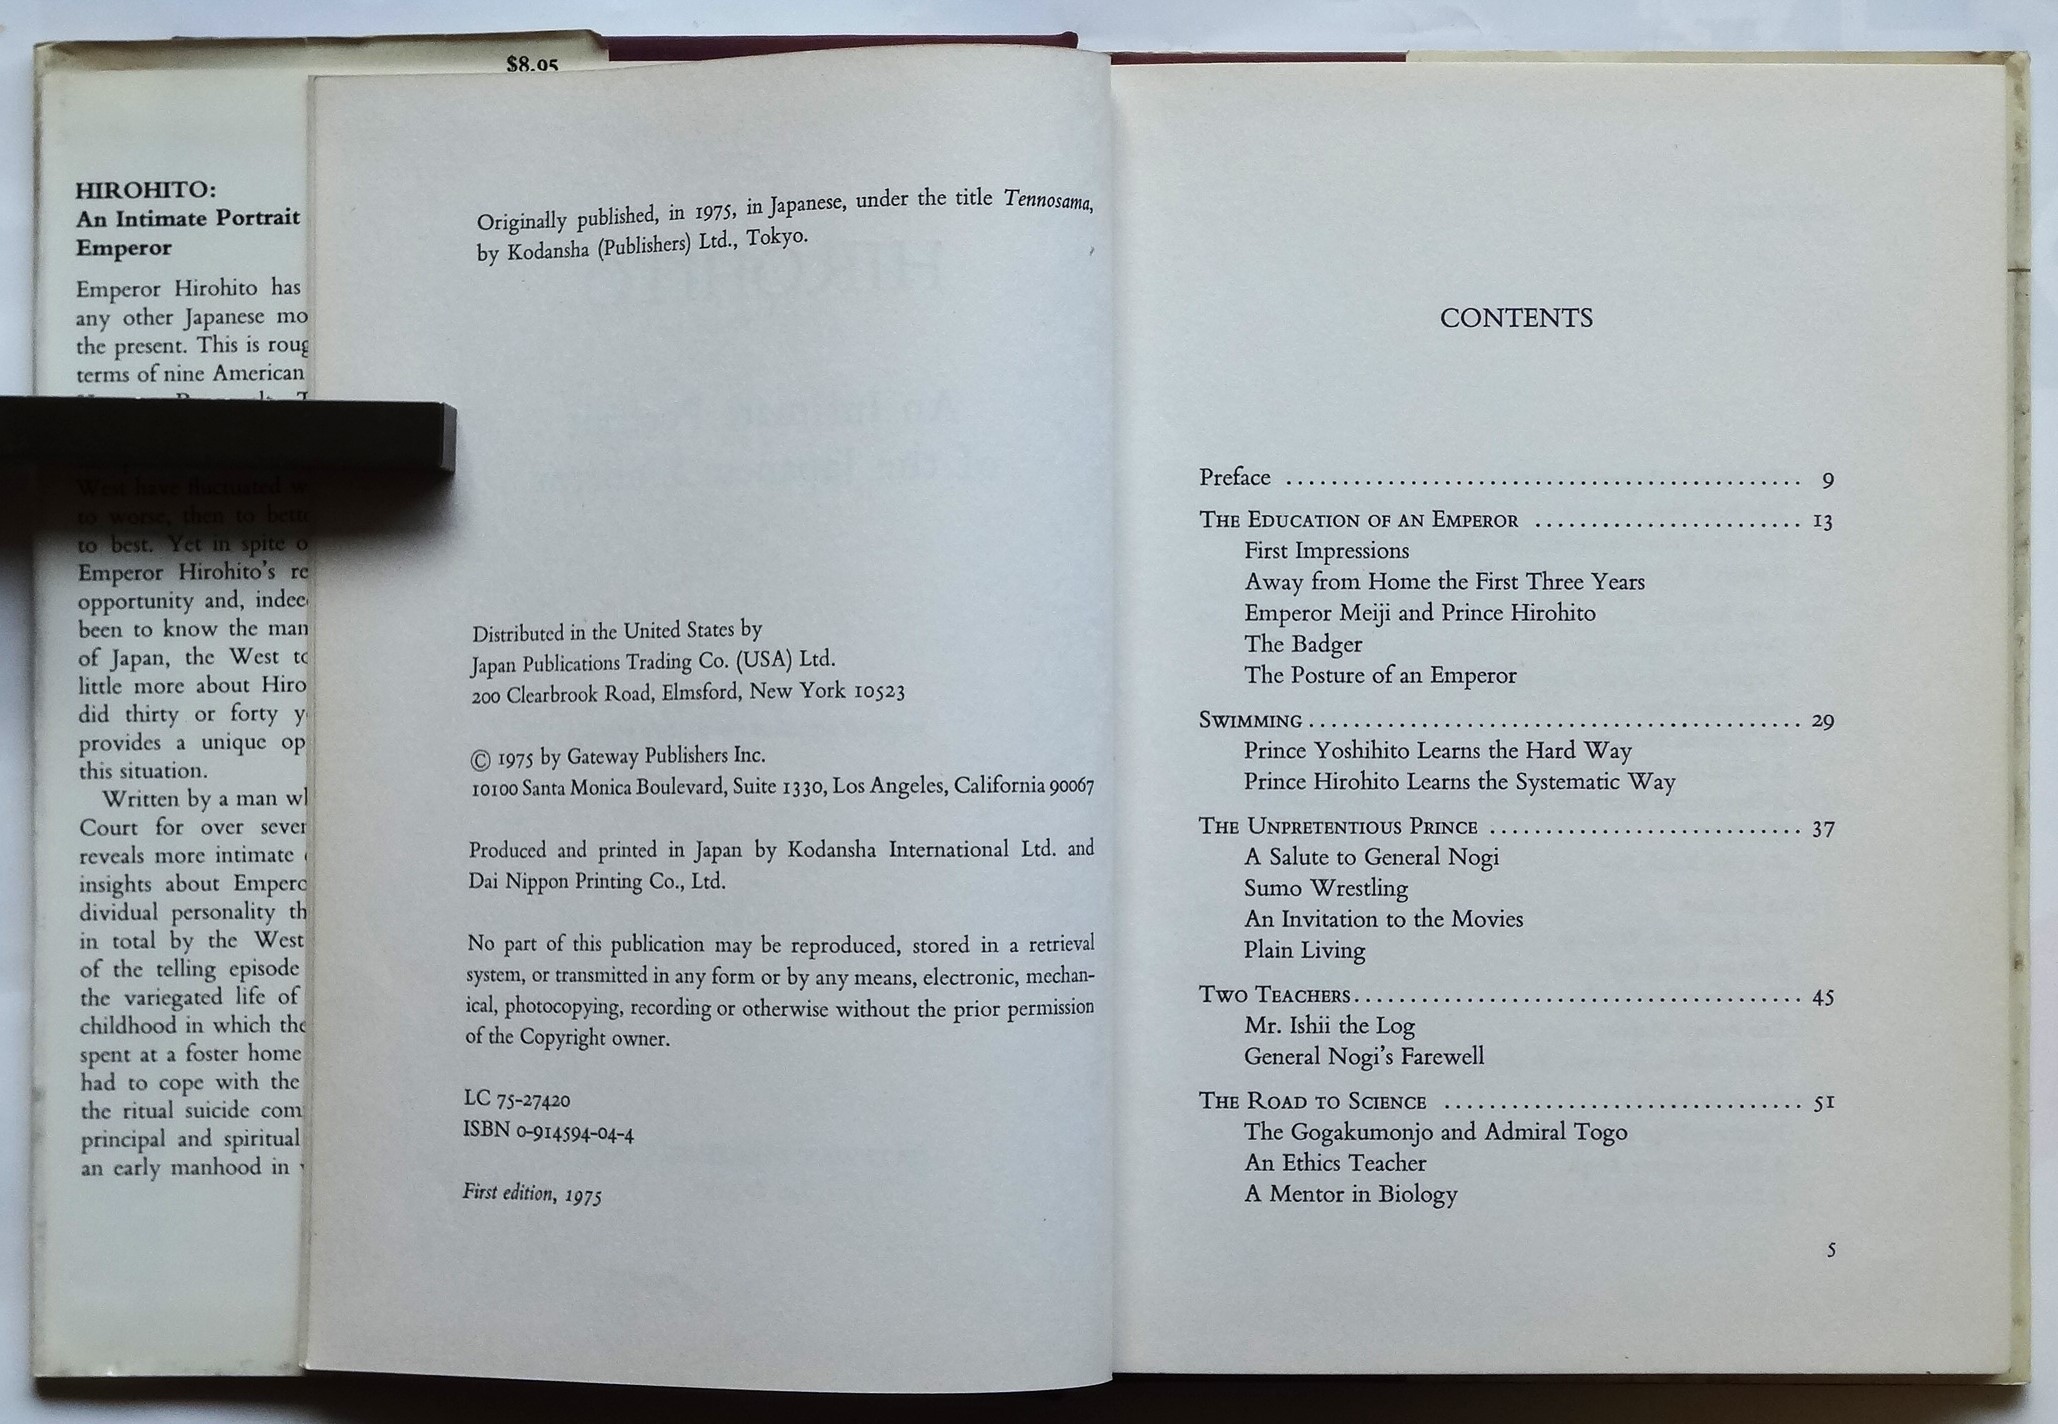 $8.95
HIROHITO:
An Intimate Portrait
Emperor
Emperor Hirohito has
any other Japanese mo
the present. This is roug
terms of nine American
West have fluctuated w
to worse, then to bett
to best. Yet in spite o
Emperor Hirohito's re
opportunity and, indee
been to know the man
of Japan, the West to
little more about Hiro
did thirty or forty y
provides a unique op
this situation.
Written by a man wh
Court for over sever
reveals more intimate
insights about Empero
dividual personality th
in total by the West
of the telling episode
the variegated life of
childhood in which the
spent at a foster home
had to cope with the
the ritual suicide com
principal and spiritual
an early manhood in
Originally published, in 1975, in Japanese, under the title Tennosama,
by Kodansha (Publishers) Ltd., Tokyo.
Distributed in the United States by
Japan Publications Trading Co. (USA) Ltd.
200 Clearbrook Road, Elmsford, New York 10523
© 1975 by Gateway Publishers Inc.
10100 Santa Monica Boulevard, Suite 1330, Los Angeles, California 90067
Produced and printed in Japan by Kodansha International Ltd. and
Dai Nippon Printing Co., Ltd.
No part of this publication may be reproduced, stored in a retrieval
system, or transmitted in any form or by any means, electronic, mechan-
ical, photocopying, recording or otherwise without the prior permission
of the Copyright owner.
LC 75-27420
ISBN 0-914594-04-4
First edition, 1975
CONTENTS
Preface .............................................. 9
THE EDUCATION OF AN EMPEROR ........................ 13
First Impressions
Away from Home the First Three Years
Emperor Meiji and Prince Hirohito
The Badger
The Posture of an Emperor
SWIMMING ............................................ 29
Prince Yoshihito Learns the Hard Way
Prince Hirohito Learns the Systematic Way
THE UNPRETENTIOUS PRINCE ............................ 37
A Salute to General Nogi
Sumo Wrestling
An Invitation to the Movies
Plain Living
TWO TEACHERS........................................ 45
Mr. Ishii the Log
General Nogi's Farewell
THE ROAD TO SCIENCE ................................ 51
The Gogakumonjo and Admiral Togo
An Ethics Teacher
A Mentor in Biology
5